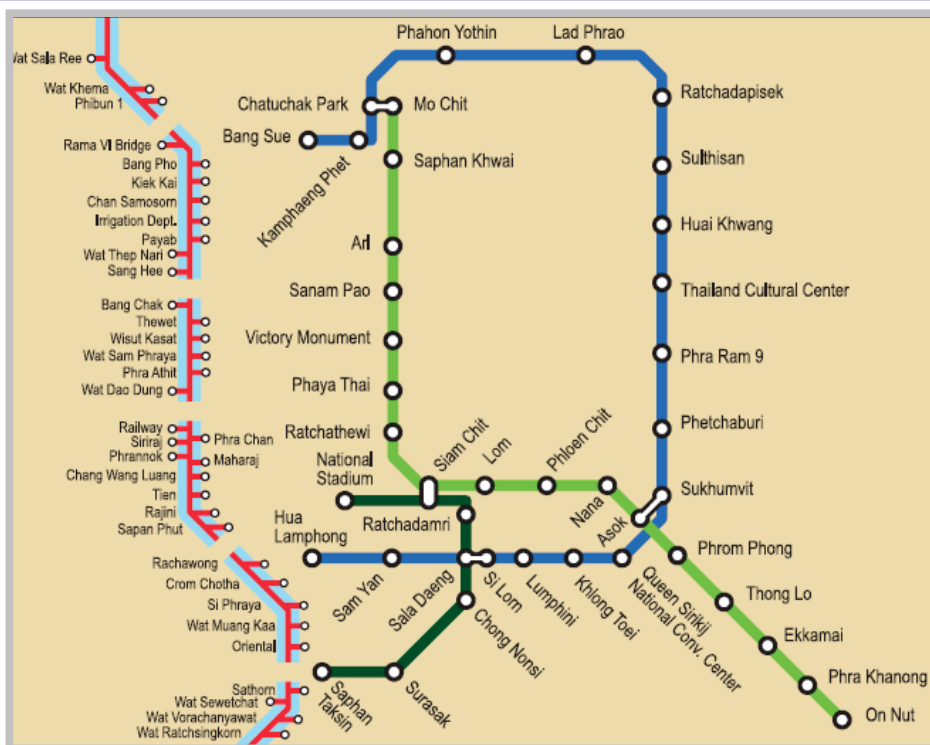 Wat Sala Ree
Wat Khema
Phibun 1
Rama VI Bridge
Bang Pho
Kiek Kai
Chan Samosorn
Irrigation Dept.
Payab
Wat Thep Nari
Sang Hee
Bang Chak
Thewet
Wisut Kasat
Wat Sam Phraya
Phra Athit
Wat Dao Dung
Railway
Siriraj
Phra Chan
Phrannok
Maharaj
Chang Wang Luang
Tien
Rajini
Sapan Phut
Rachawong
Crom Chotha
Si Phraya
Wat Muang Kaa
Oriental
Sathorn
Wat Sewetchat
Wat Vorachanyawat
Wat Ratchsingkorn
Phahon Yothin
Lad Phrao
Chatuchak Park
Mo Chit
Bang Sue
Kamphaeng Phet
Saphan Khwai
Arl
Sanam Pao
Victory Monument
Phaya Thai
Ratchathewi
National
Stadium
Siam Chit
Lom
Phloen Chit
Nana
Asok
Ratchadapisek
Sulthisan
Huai Khwang
Thailand Cultural Center
Phra Ram 9
Phetchaburi
Sukhumvit
Ratchadamri
Hua
Lamphong
Sam Yan
Sala Daeng
Si Lom
Lumphini
Khlong Toei
Queen Sirikij
National Conv. Center
Chong Nonsi
Surasak
Saphan
Taksin
Phrom Phong
Thong Lo
Ekkamai
Phra Khanong
On Nut